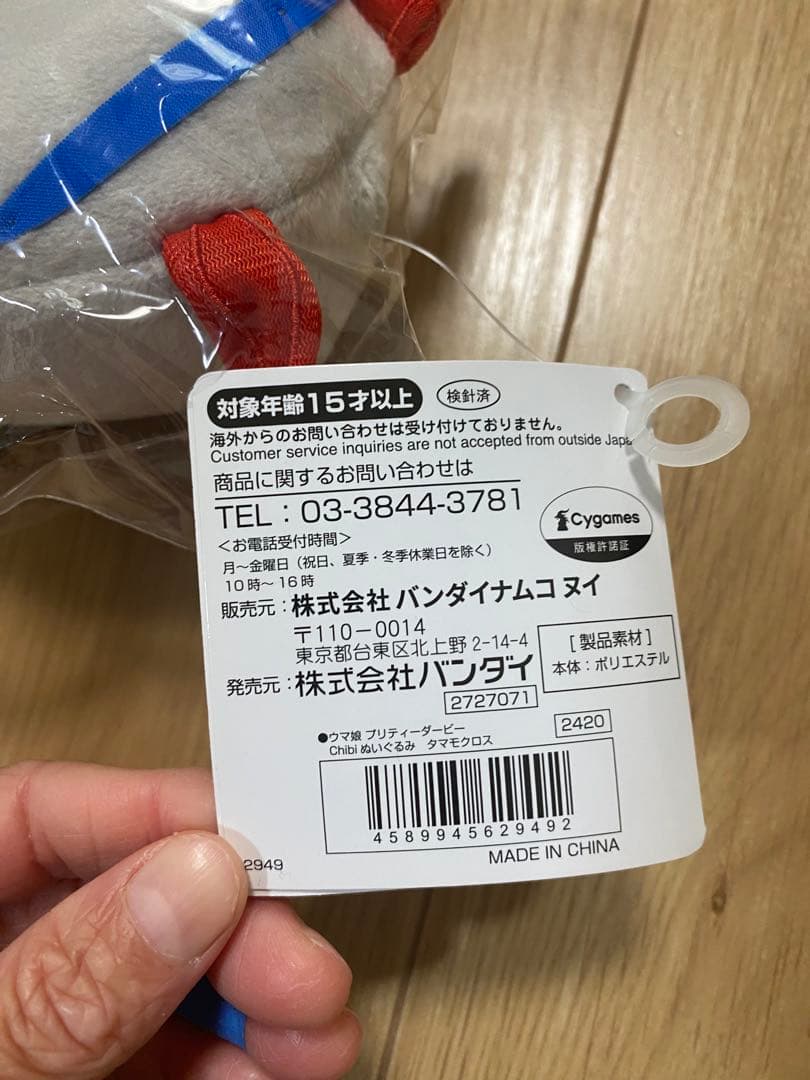 対象年齢15才以上 検針済
海外からのお問い合わせは受け付けておりません。
Customer service inquiries are not accepted from outside Japa
商品に関するお問い合わせは
TEL：03-3844-3781
＜お電話受付時間＞
月～金曜日（祝日、夏季・冬季休業日を除く）
10時～16時
Cygames
版権許諾証
販売元：株式会社 バンダイナムコ ヌイ
〒110－0014
東京都台東区北上野 2-14-4
発売元：株式会社バンダイ
2727071
［製品素材］
本体：ポリエステル
2420
●ウマ娘 プリティーダービー
Chibi ぬいぐるみ タマモクロス
4589945629492
2949
MADE IN CHINA